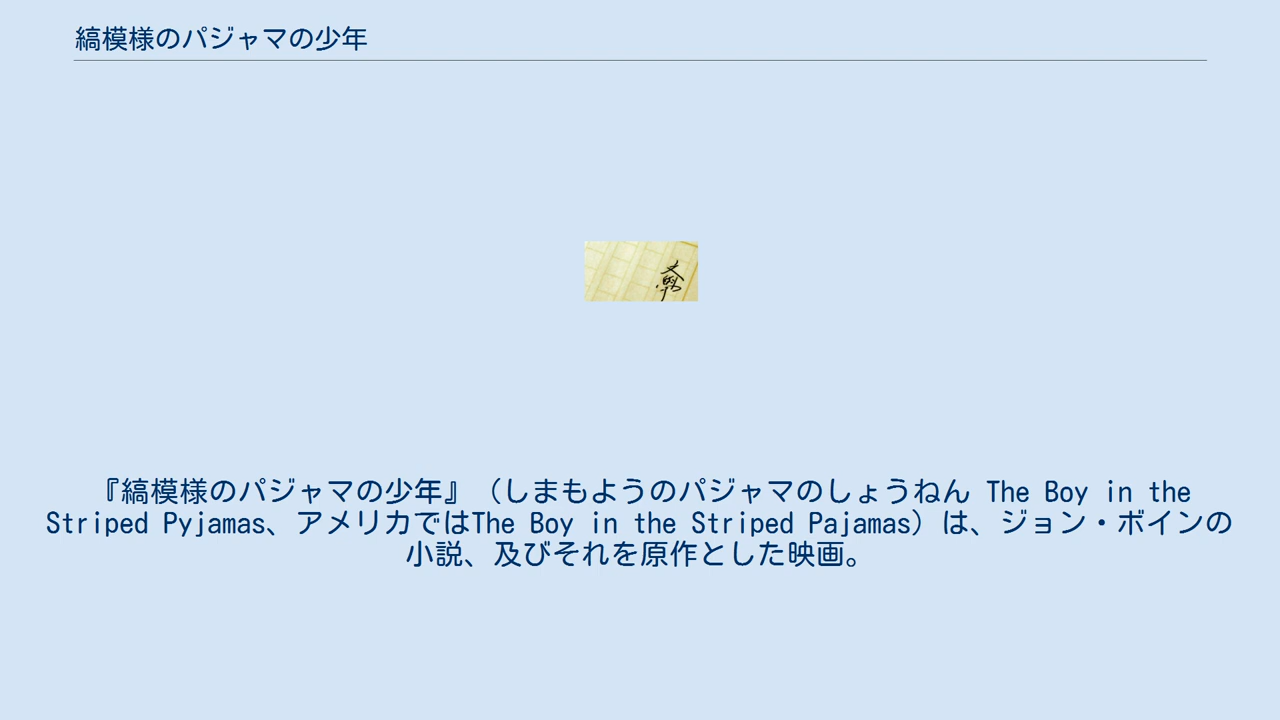 縞模様のパジャマの少年
『縞模様のパジャマの少年』（しまもようのパジャマのしょうねん The Boy in the
Striped Pyjamas、アメリカではThe Boy in the Striped Pajamas）は、ジョン・ボインの
小説、及びそれを原作とした映画。